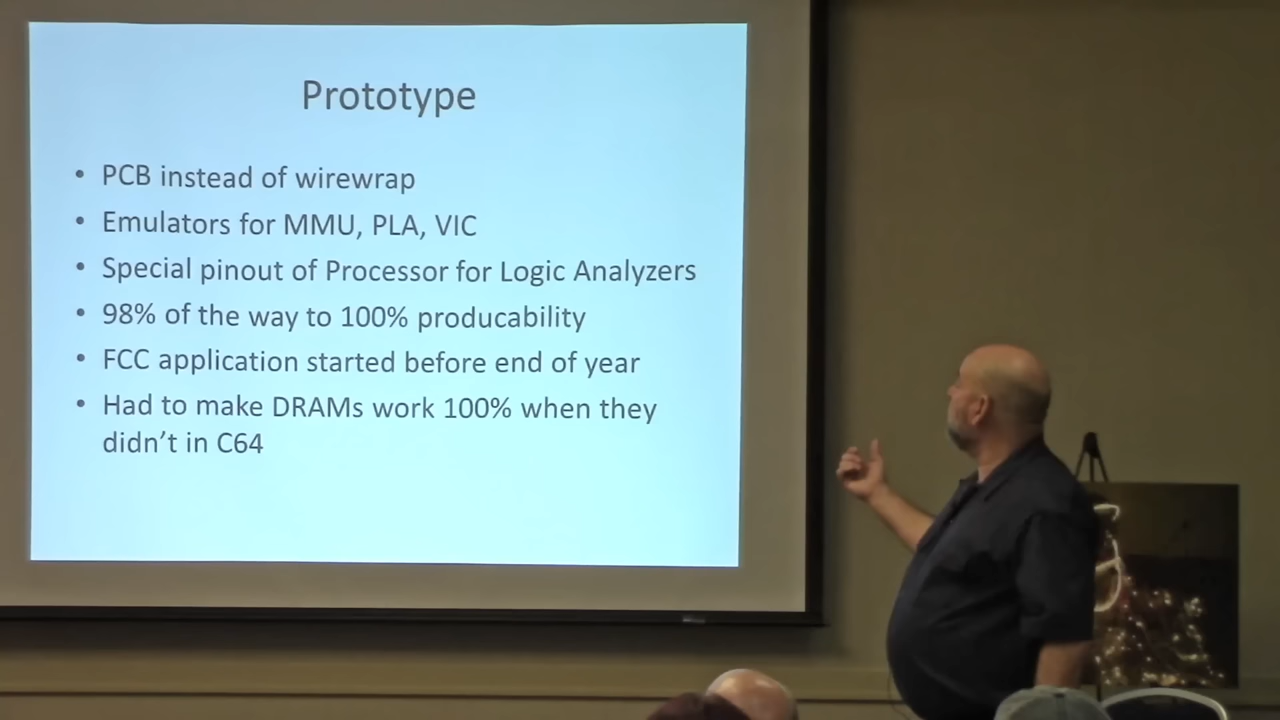 Prototype
• PCB instead of wirewrap
• Emulators for MMU, PLA, VIC
• Special pinout of Processor for Logic Analyzers
• 98% of the way to 100% producability
• FCC application started before end of year
• Had to make DRAMs work 100% when they
didn't in C64